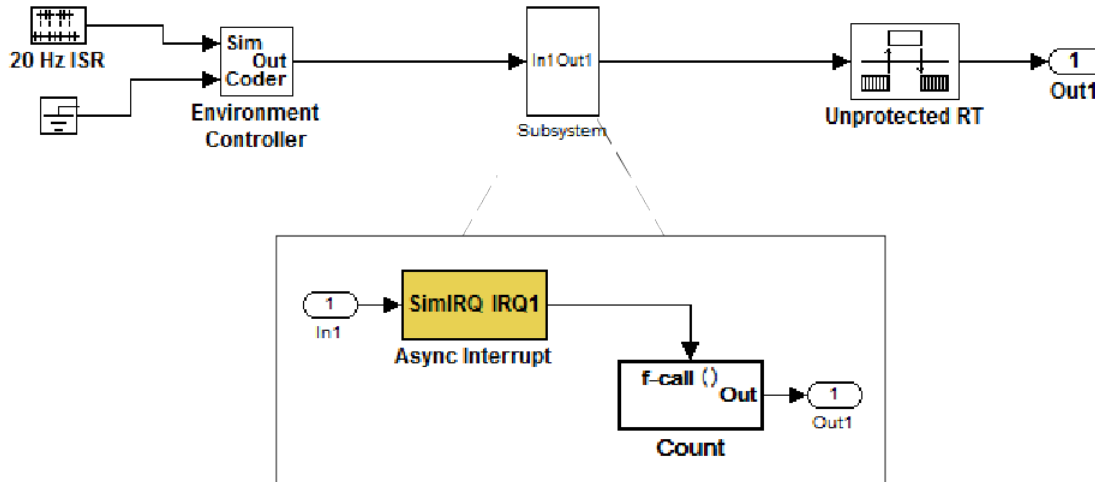 20 Hz ISR
Sim
Out
Coder
Environment
Controller
In1 Out1
Subsystem
Unprotected RT
1
Out1
1
In1
SimIRQ IRQ1
Async Interrupt
f-call ()
Out
Count
1
Out1